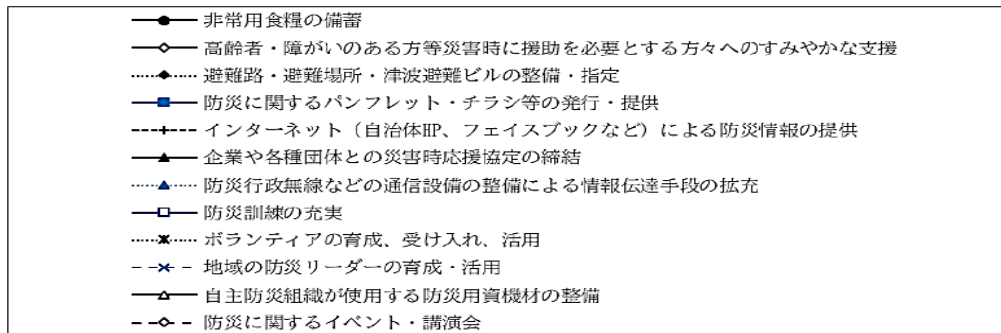 非常用食糧の備蓄
高齢者・障がいのある方等災害時に援助を必要とする方々へのすみやかな支援
避難路・避難場所・津波避難ビルの整備・指定
防災に関するパンフレット・チラシ等の発行・提供
インターネット（自治体HP、フェイスブックなど）による防災情報の提供
企業や各種団体との災害時応援協定の締結
防災行政無線などの通信設備の整備による情報伝達手段の拡充
防災訓練の充実
ボランティアの育成、受け入れ、活用
地域の防災リーダーの育成・活用
自主防災組織が使用する防災用資機材の整備
防災に関するイベント・講演会